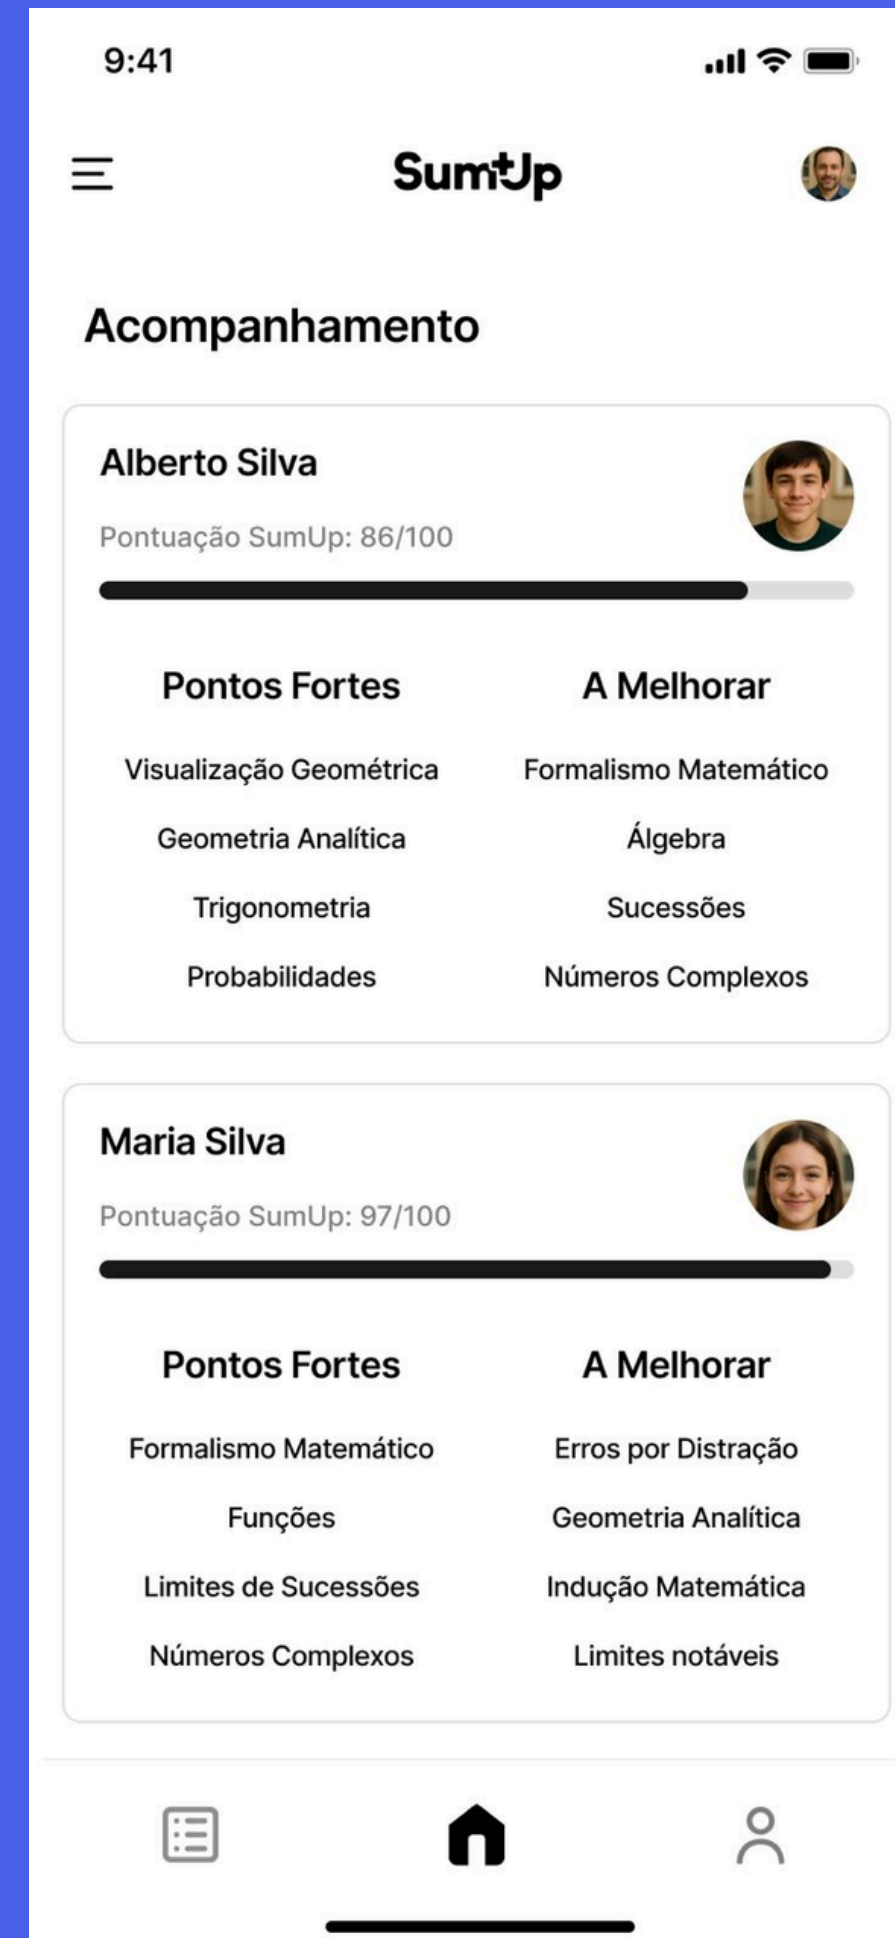 9:41
Sum+Up
Acompanhamento
Alberto Silva
Pontuação SumUp: 86/100
Pontos Fortes
A Melhorar
Visualização Geométrica
Formalismo Matemático
Geometria Analítica
Álgebra
Trigonometria
Sucessões
Probabilidades
Números Complexos
Maria Silva
Pontuação SumUp: 97/100
Pontos Fortes
A Melhorar
Formalismo Matemático
Erros por Distração
Funções
Geometria Analítica
Limites de Sucessões
Indução Matemática
Números Complexos
Limites notáveis